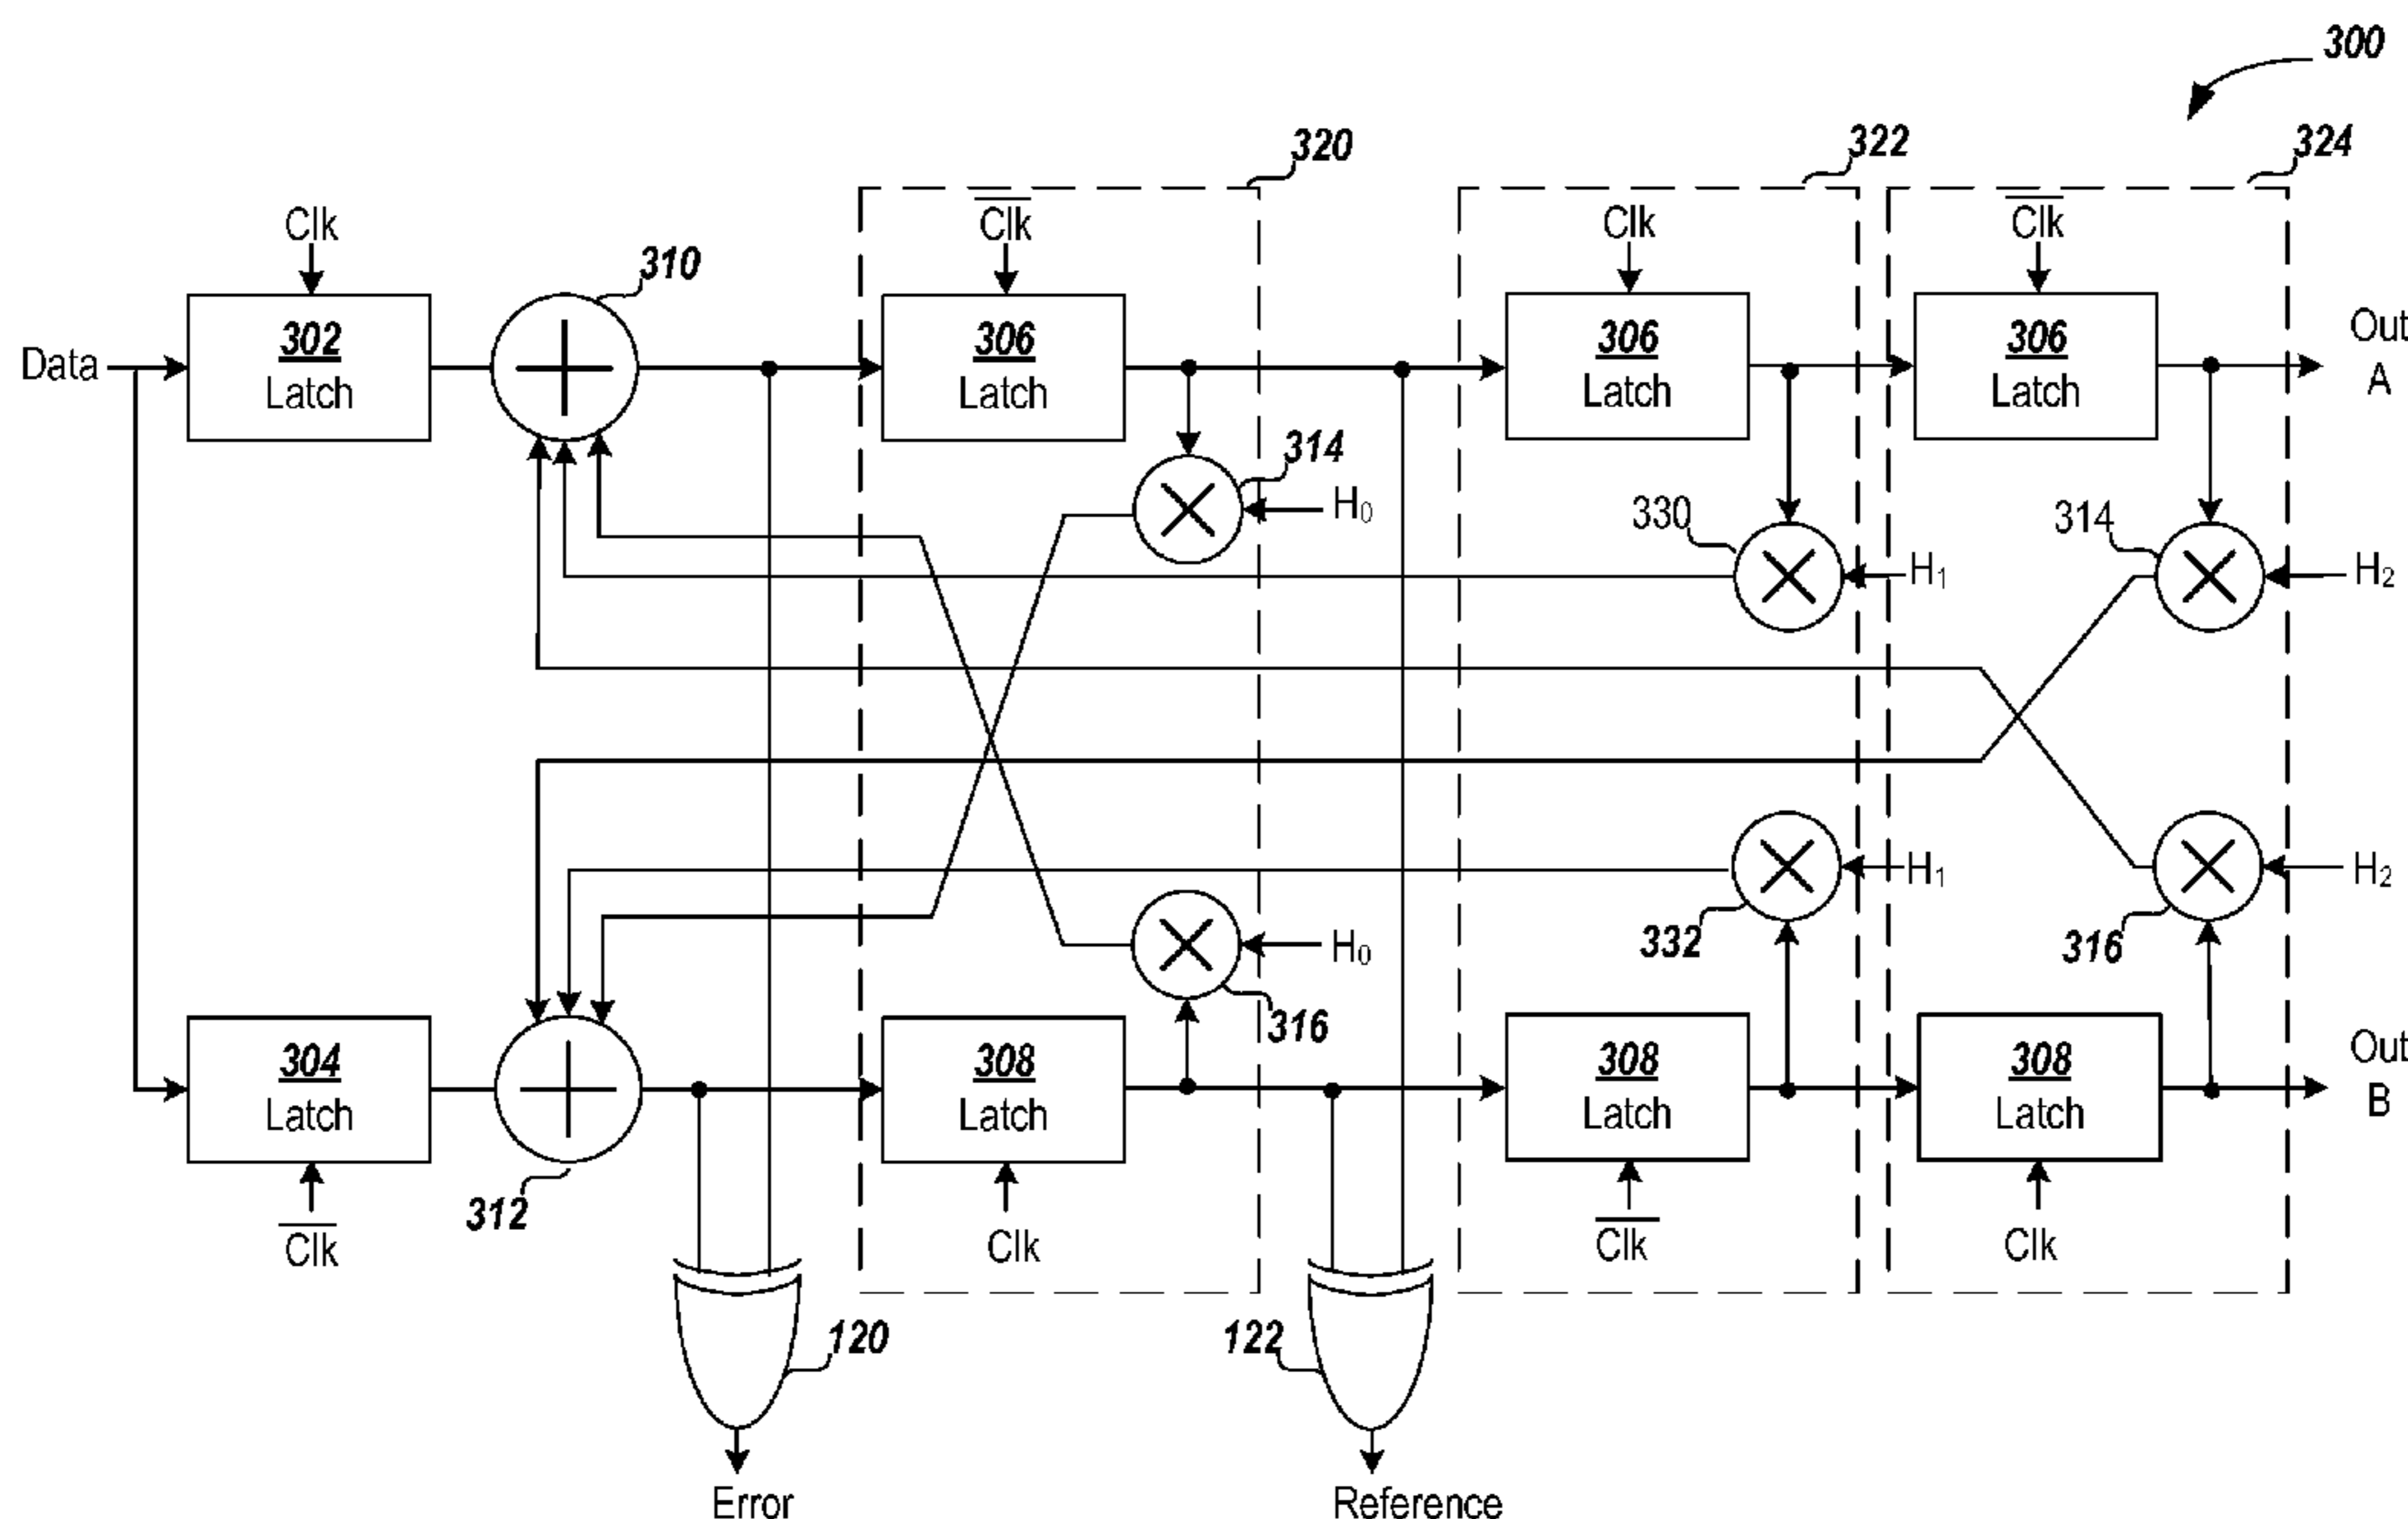 300
320
322
324
Clk
Clk
Clk
Clk
310
Data
302
Latch
306
Latch
306
Latch
306
Latch
Out
A
314
H0
330
H1
314
H2
H0
316
332
H1
316
H2
304
Latch
308
Latch
308
Latch
308
Latch
Out
B
312
Clk
Clk
Clk
Clk
120
122
Error
Reference